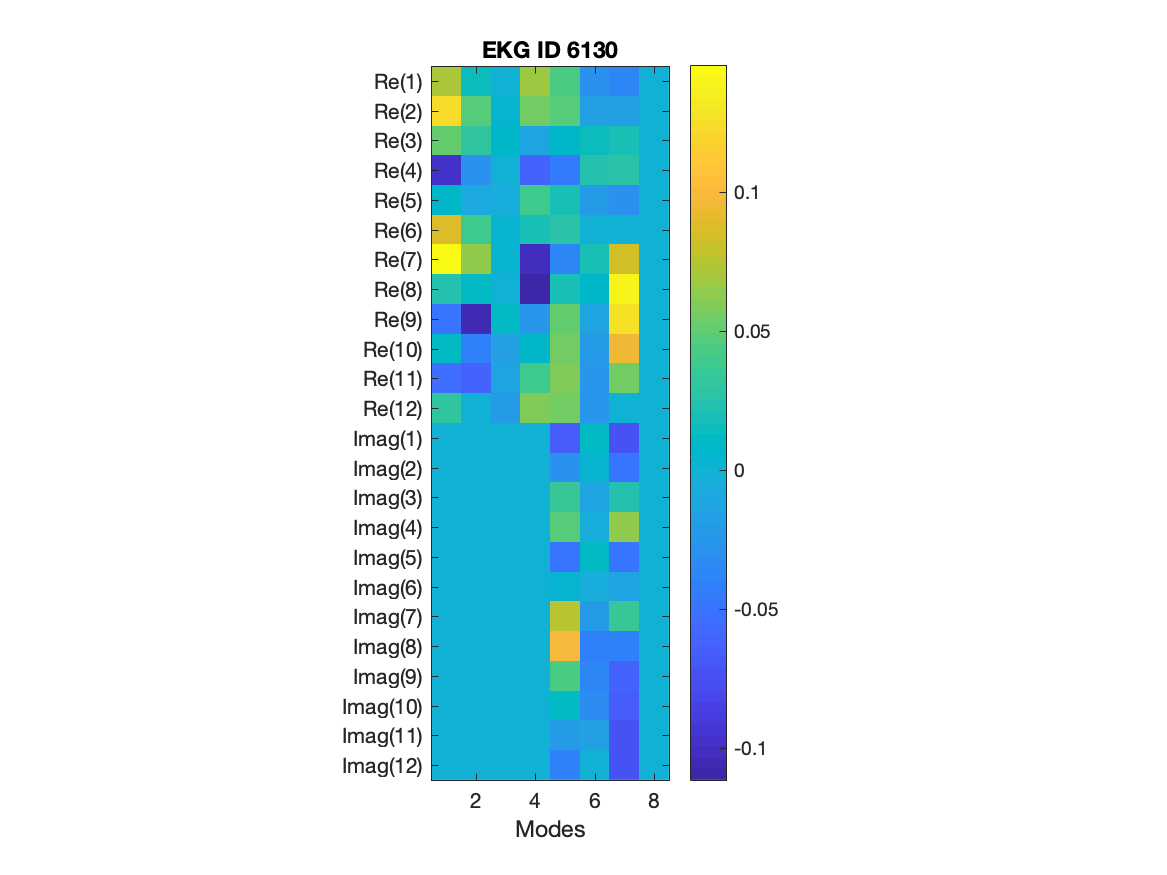 EKG ID 6130
Re(1)
Re(2)
Re(3)
Re(4)
Re(5)
Re(6)
Re(7)
Re(8)
Re(9)
Re(10)
Re(11)
Re(12)
Imag(1)
Imag(2)
Imag(3)
Imag(4)
Imag(5)
Imag(6)
Imag(7)
Imag(8)
Imag(9)
Imag(10)
Imag(11)
Imag(12)
2 4 6 8
Modes
0.1
0.05
0
-0.05
-0.1